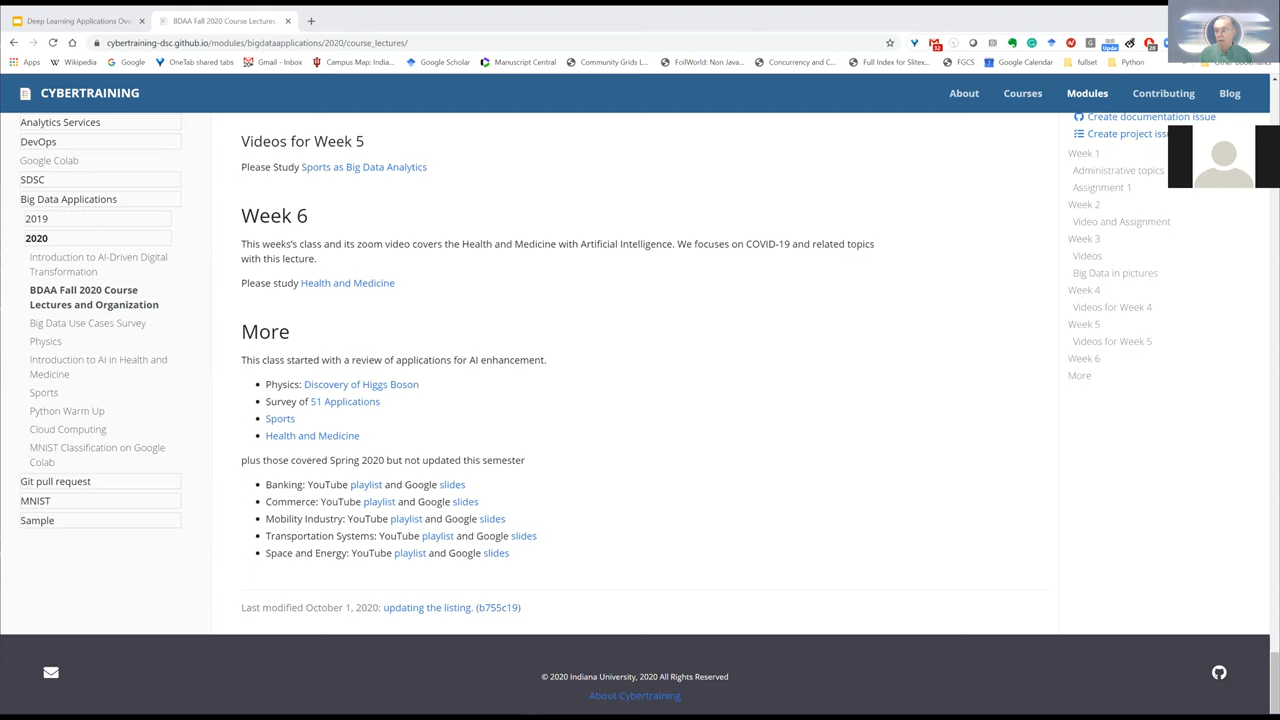 Deep Learning Applications Ove
BDAA Fall 2020 Course Lectures
cybertraining-dsc.github.io/modules/bigdataapplications/2020/course_lectures/
Apps
Wikipedia
Google
OneTab shared tabs
Gmail - Inbox
Campus Map: India...
Google Scholar
Manuscript Central
Community Grids L...
FoilWorld: Non Java...
Concurrency and C...
Full Index for Slitex...
FGCS
Google Calendar
fullset
Python
CYBERTRAINING
About
Courses
Modules
Contributing
Blog
Analytics Services
DevOps
Google Colab
SDSC
Big Data Applications
2019
2020
Introduction to AI-Driven Digital
Transformation
BDAA Fall 2020 Course
Lectures and Organization
Big Data Use Cases Survey
Physics
Introduction to AI in Health and
Medicine
Sports
Python Warm Up
Cloud Computing
MNIST Classification on Google
Colab
Git pull request
MNIST
Sample
Videos for Week 5
Please Study Sports as Big Data Analytics
Week 6
This weeks's class and its zoom video covers the Health and Medicine with Artificial Intelligence. We focuses on COVID-19 and related topics
with this lecture.
Please study Health and Medicine
More
This class started with a review of applications for AI enhancement.
Physics: Discovery of Higgs Boson
Survey of 51 Applications
Sports
Health and Medicine
plus those covered Spring 2020 but not updated this semester
Banking: YouTube playlist and Google slides
Commerce: YouTube playlist and Google slides
Mobility Industry: YouTube playlist and Google slides
Transportation Systems: YouTube playlist and Google slides
Space and Energy: YouTube playlist and Google slides
Last modified October 1, 2020: updating the listing. (b755c19)
Create documentation issue
Create project issu
Week 1
Administrative topics
Assignment 1
Week 2
Video and Assignment
Week 3
Videos
Big Data in pictures
Week 4
Videos for Week 4
Week 5
Videos for Week 5
Week 6
More
© 2020 Indiana University, 2020 All Rights Reserved
About Cybertraining